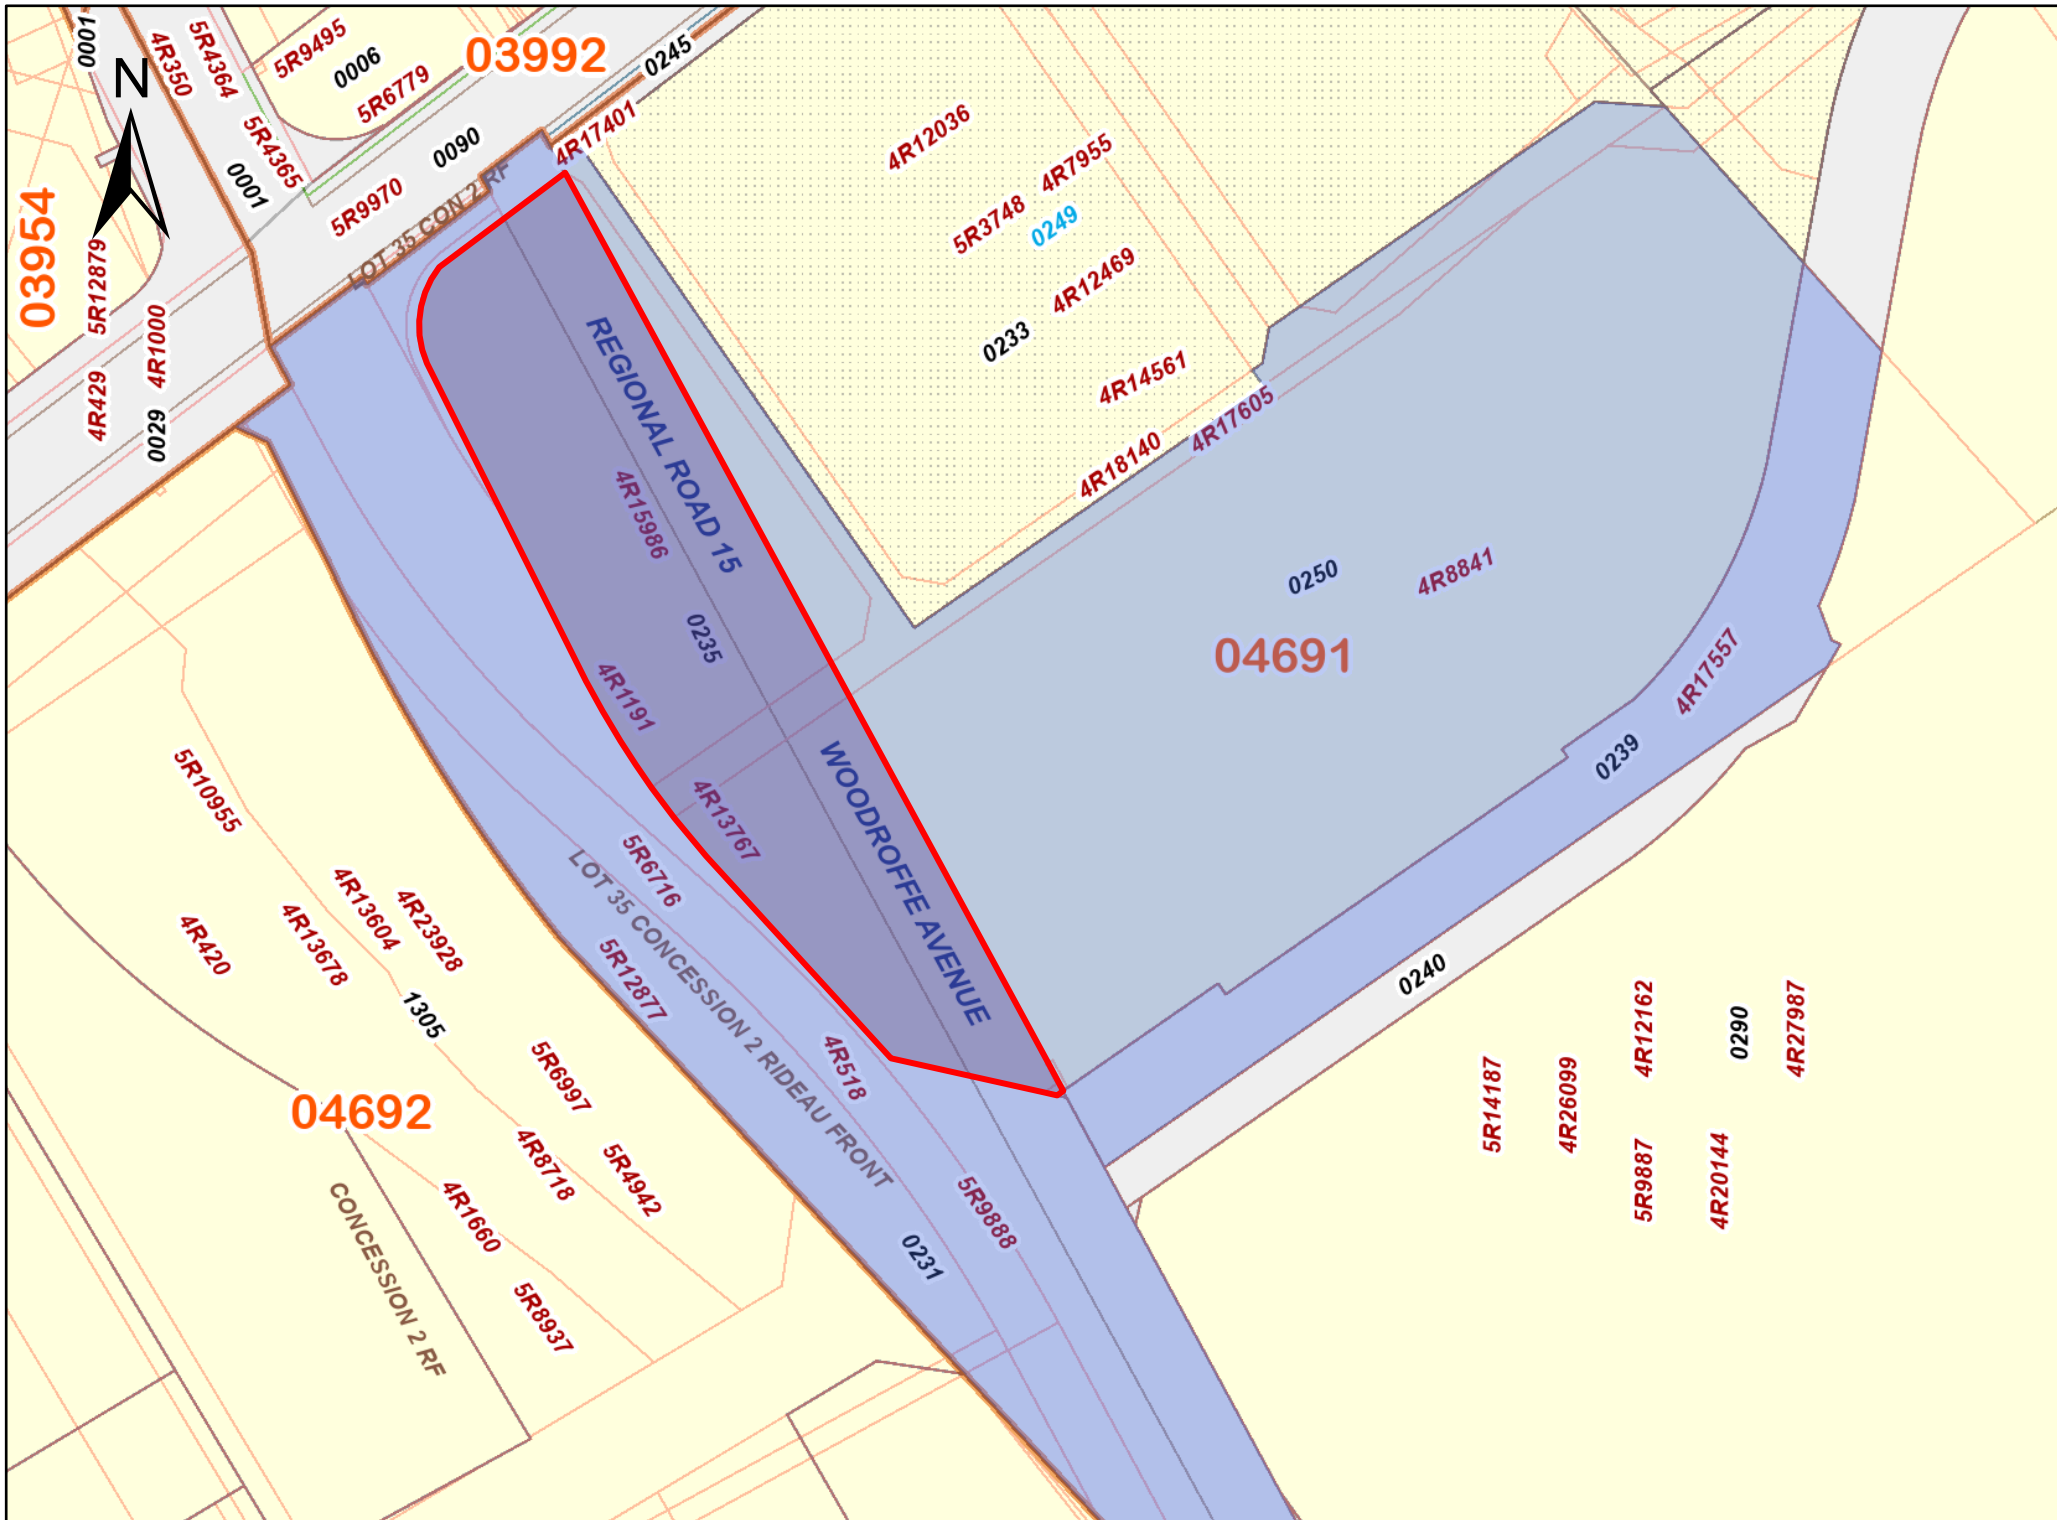 0001
4R350
5R4364
5R9495
0006
5R6779
03992
0245
N
5R4365
0001
5R9970
0090
4R17401
LOT 35 CON 2 RF
03954
5R12879
4R1000
4R429
0029
4R12036
4R7955
5R3748
0249
4R12469
0233
4R14561
4R17605
4R18140
REGIONAL ROAD 15
4R15986
0235
4R1191
4R13767
WOODROFFE AVENUE
0250
4R8841
04691
4R17557
0239
0240
5R10955
4R13604
4R23928
4R420
4R13678
1305
5R6716
LOT 35 CONCESSION 2 RIDEAU FRONT
5R12877
4R518
5R6997
04692
4R8718
5R4942
4R1660
5R8937
CONCESSION 2 RF
5R9888
0231
4R12162
0290
4R27987
5R14187
4R26099
5R9887
4R20144